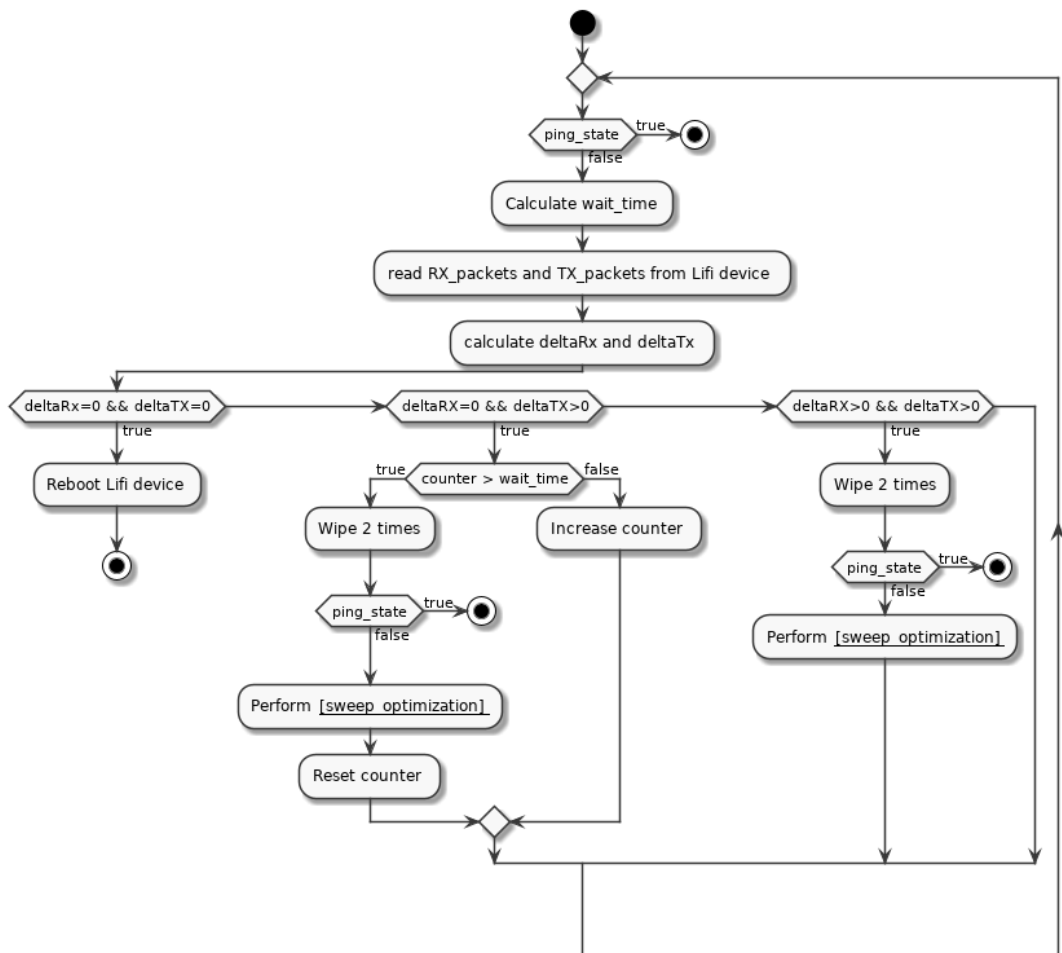 ping_state
true
false
Calculate wait_time
read RX_packets and TX_packets from Lifi device
calculate deltaRx and deltaTx
deltaRx=0 && deltaTX=0
true
Reboot Lifi device
deltaRX=0 && deltaTX>0
true
counter > wait_time
true
false
Wipe 2 times
Increase counter
ping_state
true
false
Perform [sweep_optimization]
Reset counter
deltaRX>0 && deltaTX>0
true
Wipe 2 times
ping_state
true
false
Perform [sweep_optimization]